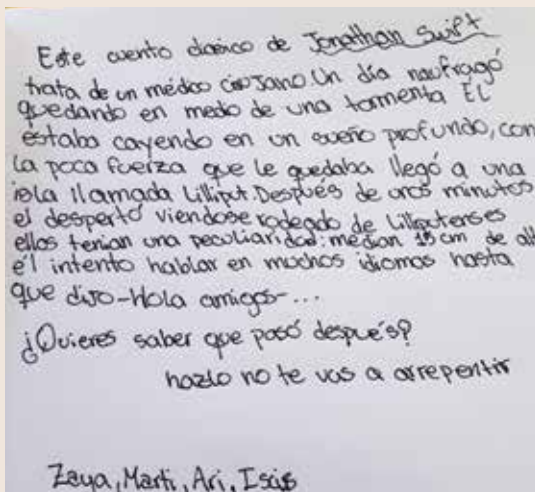 Este cuento clásico de Jonathan Swift
trata de un médico cirojano. Un día naufragó
quedando en medo de una tormenta ÉL
estaba cayendo en un sueño profundo, con
la poca fuerza que le quedaba llegó a una
isla llamada Lilliput. Después de unos minutos
el despertó viendose rodeado de Lilliputenses
ellos tenian una peculiaridad: median 15 cm de alt
él intento hablar en muchos idiomas hasta
que dijo-Hola amigos-...
¿Quieres saber que pasó después?
hazlo no te vas a arrepentir
Zaya, Marti, Ari, Isis